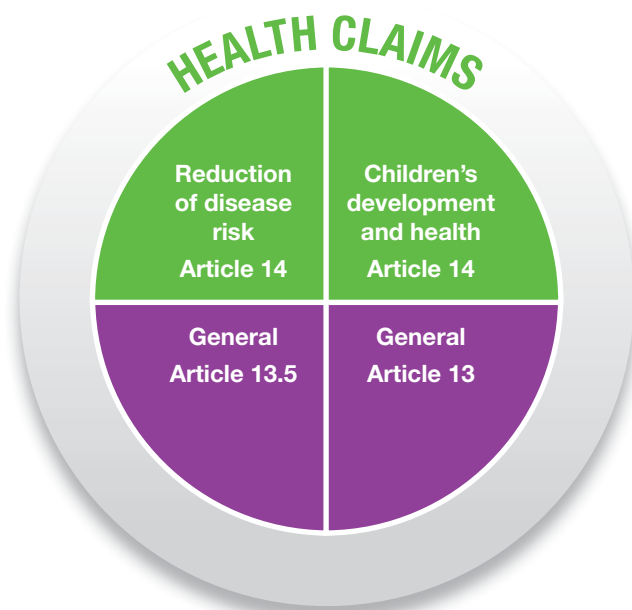 HEALTH CLAIMS
Reduction
of disease
risk
Article 14
Children's
development
and health
Article 14
General
Article 13.5
General
Article 13